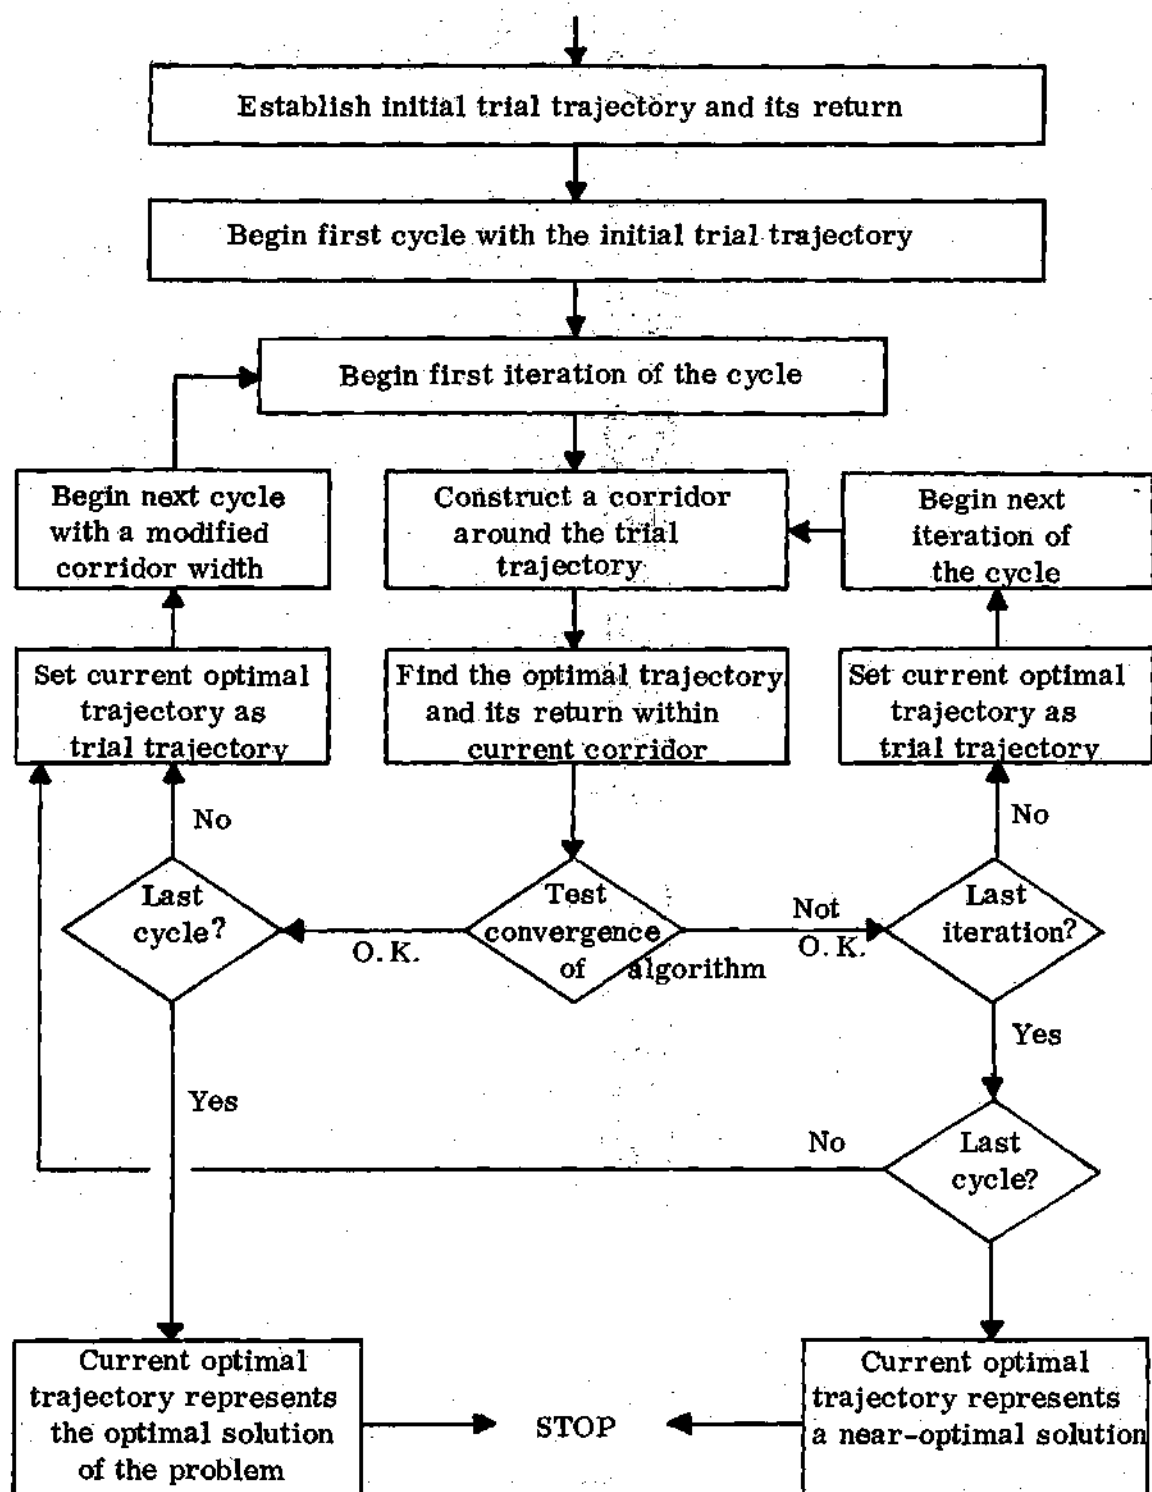 Establish initial trial trajectory and its return
Begin first cycle with the initial trial trajectory
Begin first iteration of the cycle
Begin next cycle
with a modified
corridor width
Construct a corridor
around the trial
trajectory
Begin next
iteration of
the cycle
Set current optimal
trajectory as
trial trajectory
Find the optimal trajectory
and its return within
current corridor
Set current optimal
trajectory as
trial trajectory
No
No
Last
cycle?
O.K.
Test
convergence
of algorithm
Not
O.K.
Last
iteration?
Yes
Yes
No
Last
cycle?
Current optimal
trajectory represents
the optimal solution
of the problem
STOP
Current optimal
trajectory represents
a near-optimal solution